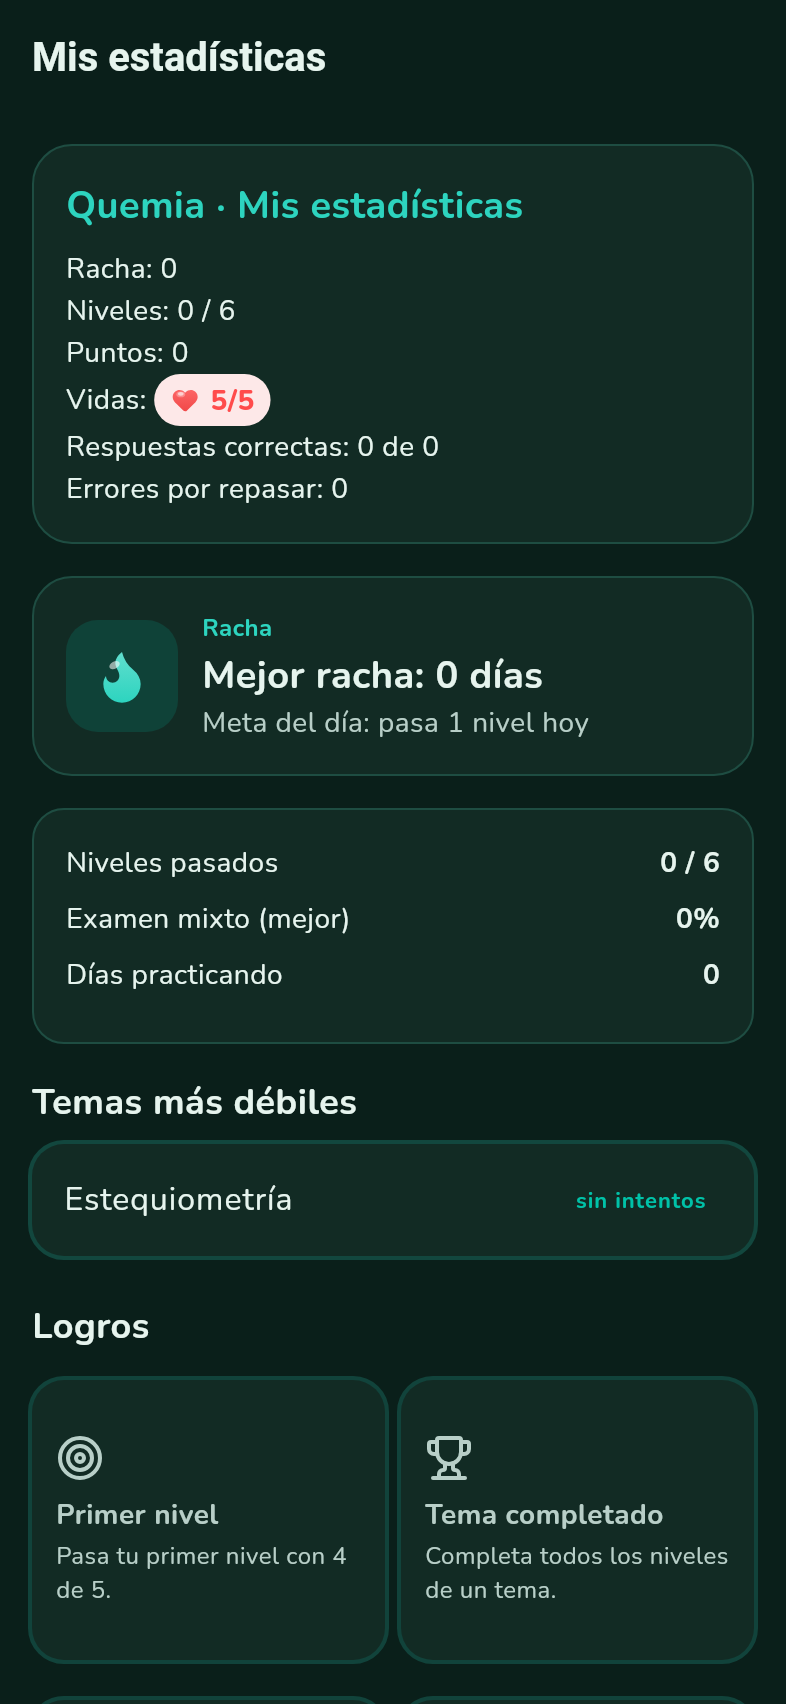 Mis estadísticas
Quemia · Mis estadísticas
Racha: 0
Niveles: 0 / 6
Puntos: 0
Vidas: 5/5
Respuestas correctas: 0 de 0
Errores por repasar: 0
Racha
Mejor racha: 0 días
Meta del día: pasa 1 nivel hoy
Niveles pasados 0 / 6
Examen mixto (mejor) 0%
Días practicando 0
Temas más débiles
Estequiometría sin intentos
Logros
Primer nivel
Pasa tu primer nivel con 4
de 5.
Tema completado
Completa todos los niveles
de un tema.